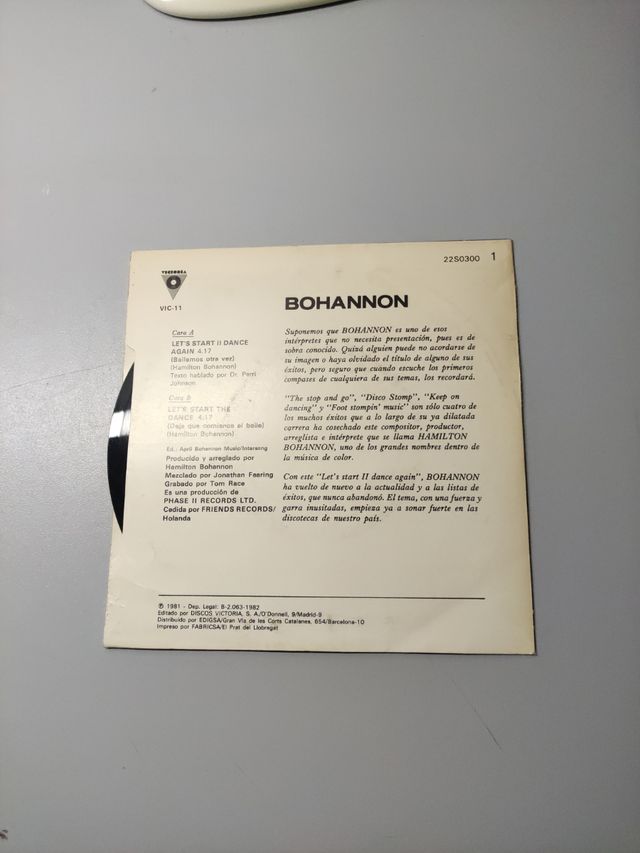 VICTORIA
VIC-11
22S0300 1
BOHANNON
Cara A
LET'S START II DANCE
AGAIN 4.17
(Bailemos otra vez)
(Hamilton Bohannon)
Texto hablado por Dr. Perri
Johnson
Cara B
LET'S START THE
DANCE 4.17
(Deja que comience el baile)
(Hamilton Bohannon)
Ed.: April Bohannon Music/Intersong
Producido y arreglado por
Hamilton Bohannon
Mezclado por Jonathan Fearing
Grabado por Tom Race
Es una producción de
PHASE II RECORDS LTD.
Cedida por FRIENDS RECORDS/
Holanda
Suponemos que BOHANNON es uno de esos
intérpretes que no necesita presentación, pues es de
sobra conocido. Quizá alguien puede no acordarse de
su imagen o haya olvidado el título de alguno de sus
éxitos, pero seguro que cuando escuche los primeros
compases de cualquiera de sus temas, los recordará.
"The stop and go", "Disco Stomp", "Keep on
dancing" y "Foot stompin' music" son sólo cuatro de
los muchos éxitos que a lo largo de su ya dilatada
carrera ha cosechado este compositor, productor,
arreglista e intérprete que se llama HAMILTON
BOHANNON, uno de los grandes nombres dentro de
la música de color.
Con este "Let's start II dance again", BOHANNON
ha vuelto de nuevo a la actualidad y a las listas de
éxitos, que nunca abandonó. El tema, con una fuerza y
garra inusitadas, empieza ya a sonar fuerte en las
discotecas de nuestro país.
℗ 1981 - Dep. Legal: B-2.063-1982
Editado por DISCOS VICTORIA, S. A./O'Donnell, 9/Madrid-9
Distribuido por EDIGSA/Gran Vía de les Corts Catalanes, 654/Barcelona-10
Impreso por FABRICSA/El Prat del Llobregat